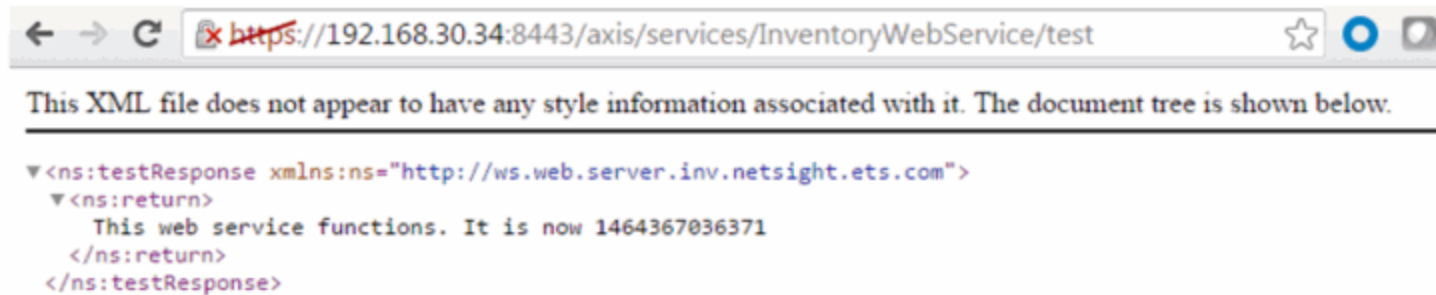 https://192.168.30.34:8443/axis/services/InventoryWebService/test
This XML file does not appear to have any style information associated with it. The document tree is shown below.
▼<ns:testResponse xmlns:ns="http://ws.web.server.inv.netsight.ets.com">
▼<ns:return>
This web service functions. It is now 1464367036371
</ns:return>
</ns:testResponse>